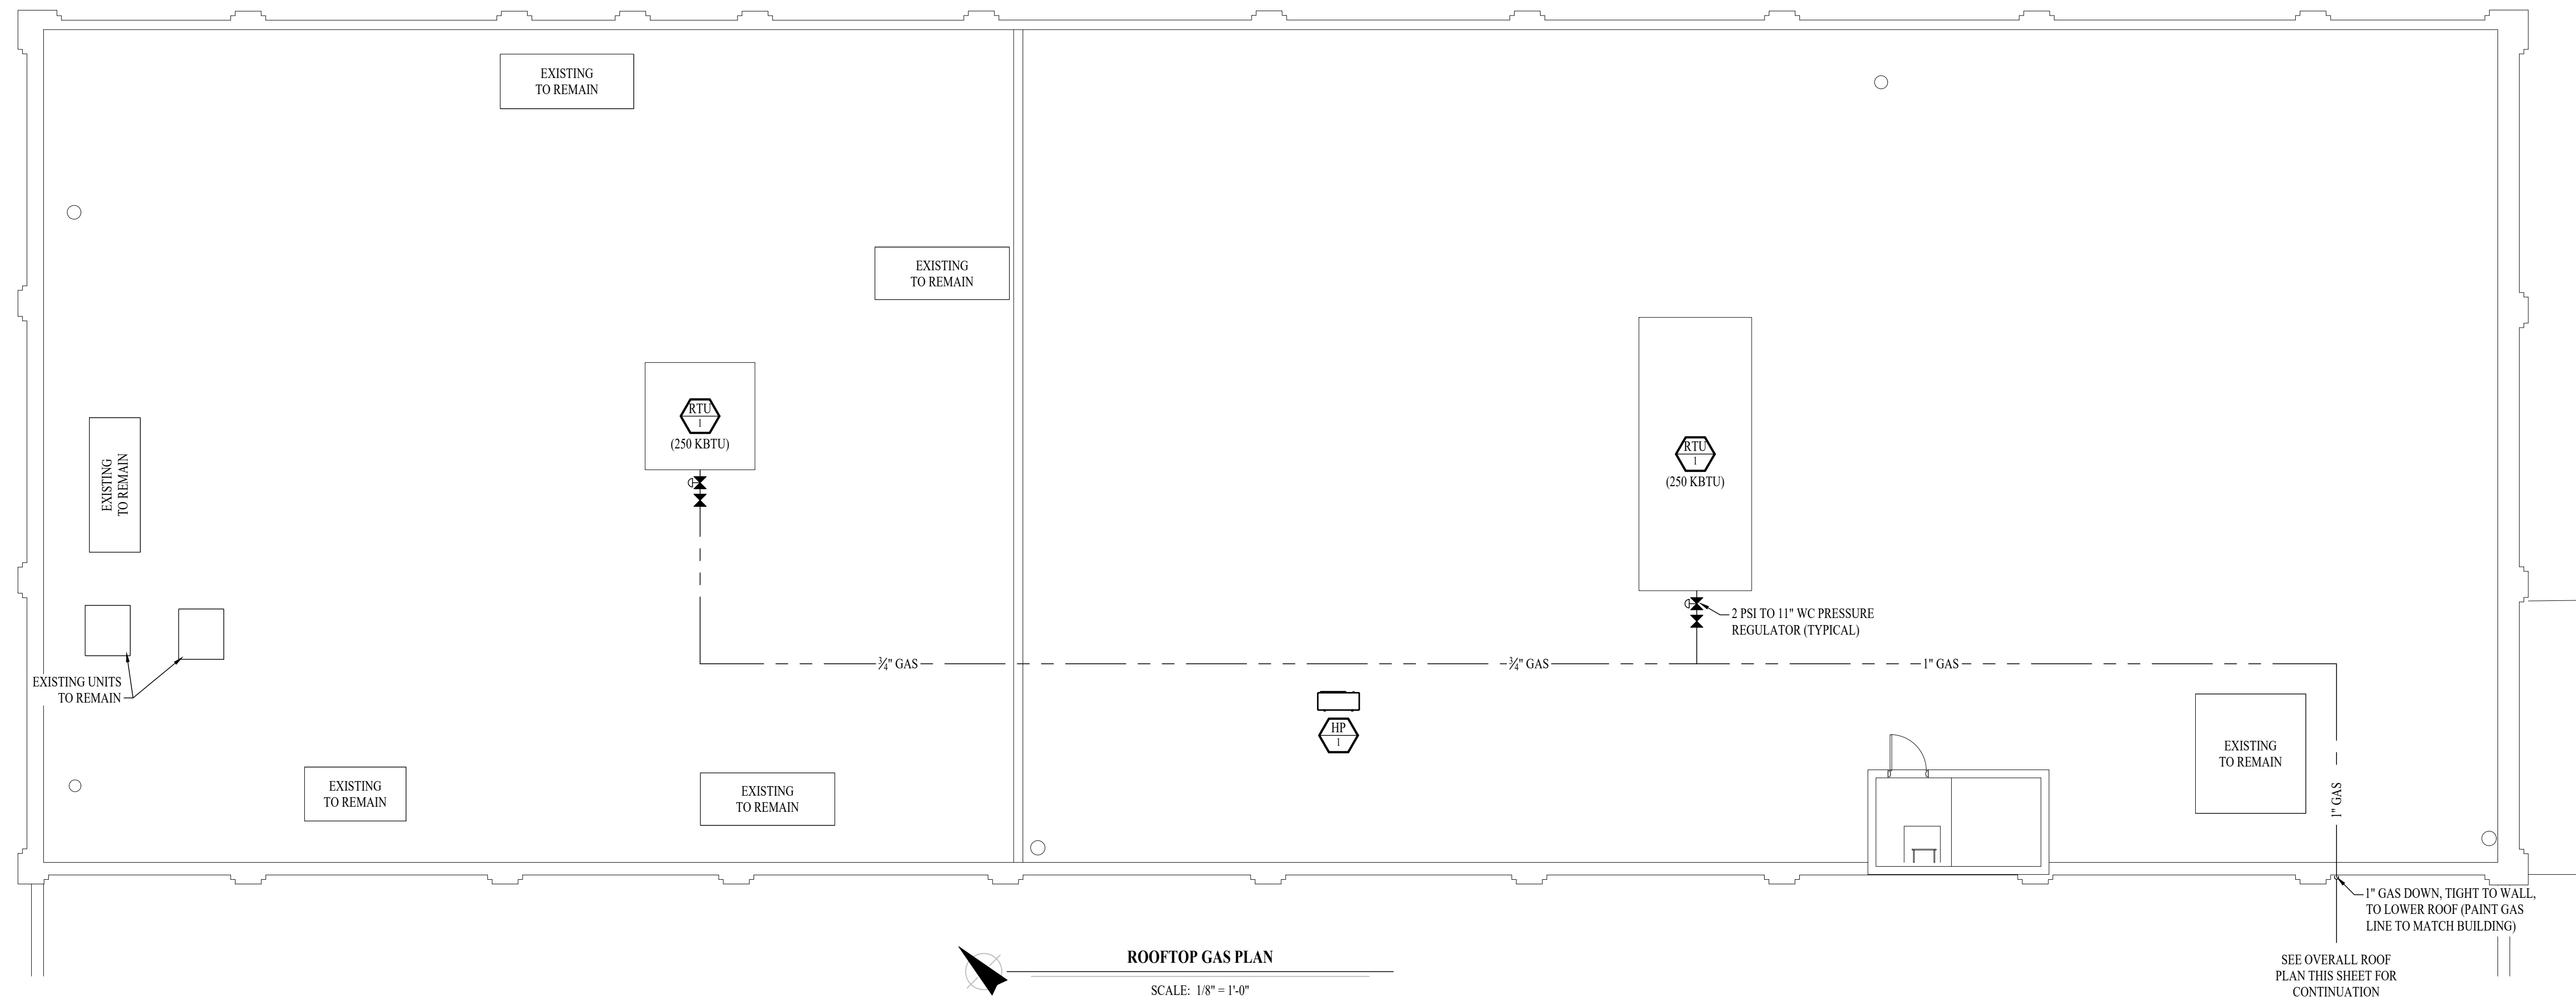 EXISTING
TO REMAIN
EXISTING
TO REMAIN
RTU
1
(250 KBTU)
RTU
1
(250 KBTU)
EXISTING
TO REMAIN
2 PSI TO 11" WC PRESSURE
REGULATOR (TYPICAL)
¾" GAS
¾" GAS
1" GAS
EXISTING UNITS
TO REMAIN
HP
1
EXISTING
TO REMAIN
1" GAS
EXISTING
TO REMAIN
EXISTING
TO REMAIN
1" GAS DOWN, TIGHT TO WALL,
TO LOWER ROOF (PAINT GAS
LINE TO MATCH BUILDING)
SEE OVERALL ROOF
PLAN THIS SHEET FOR
CONTINUATION
ROOFTOP GAS PLAN
SCALE: 1/8" = 1'-0"